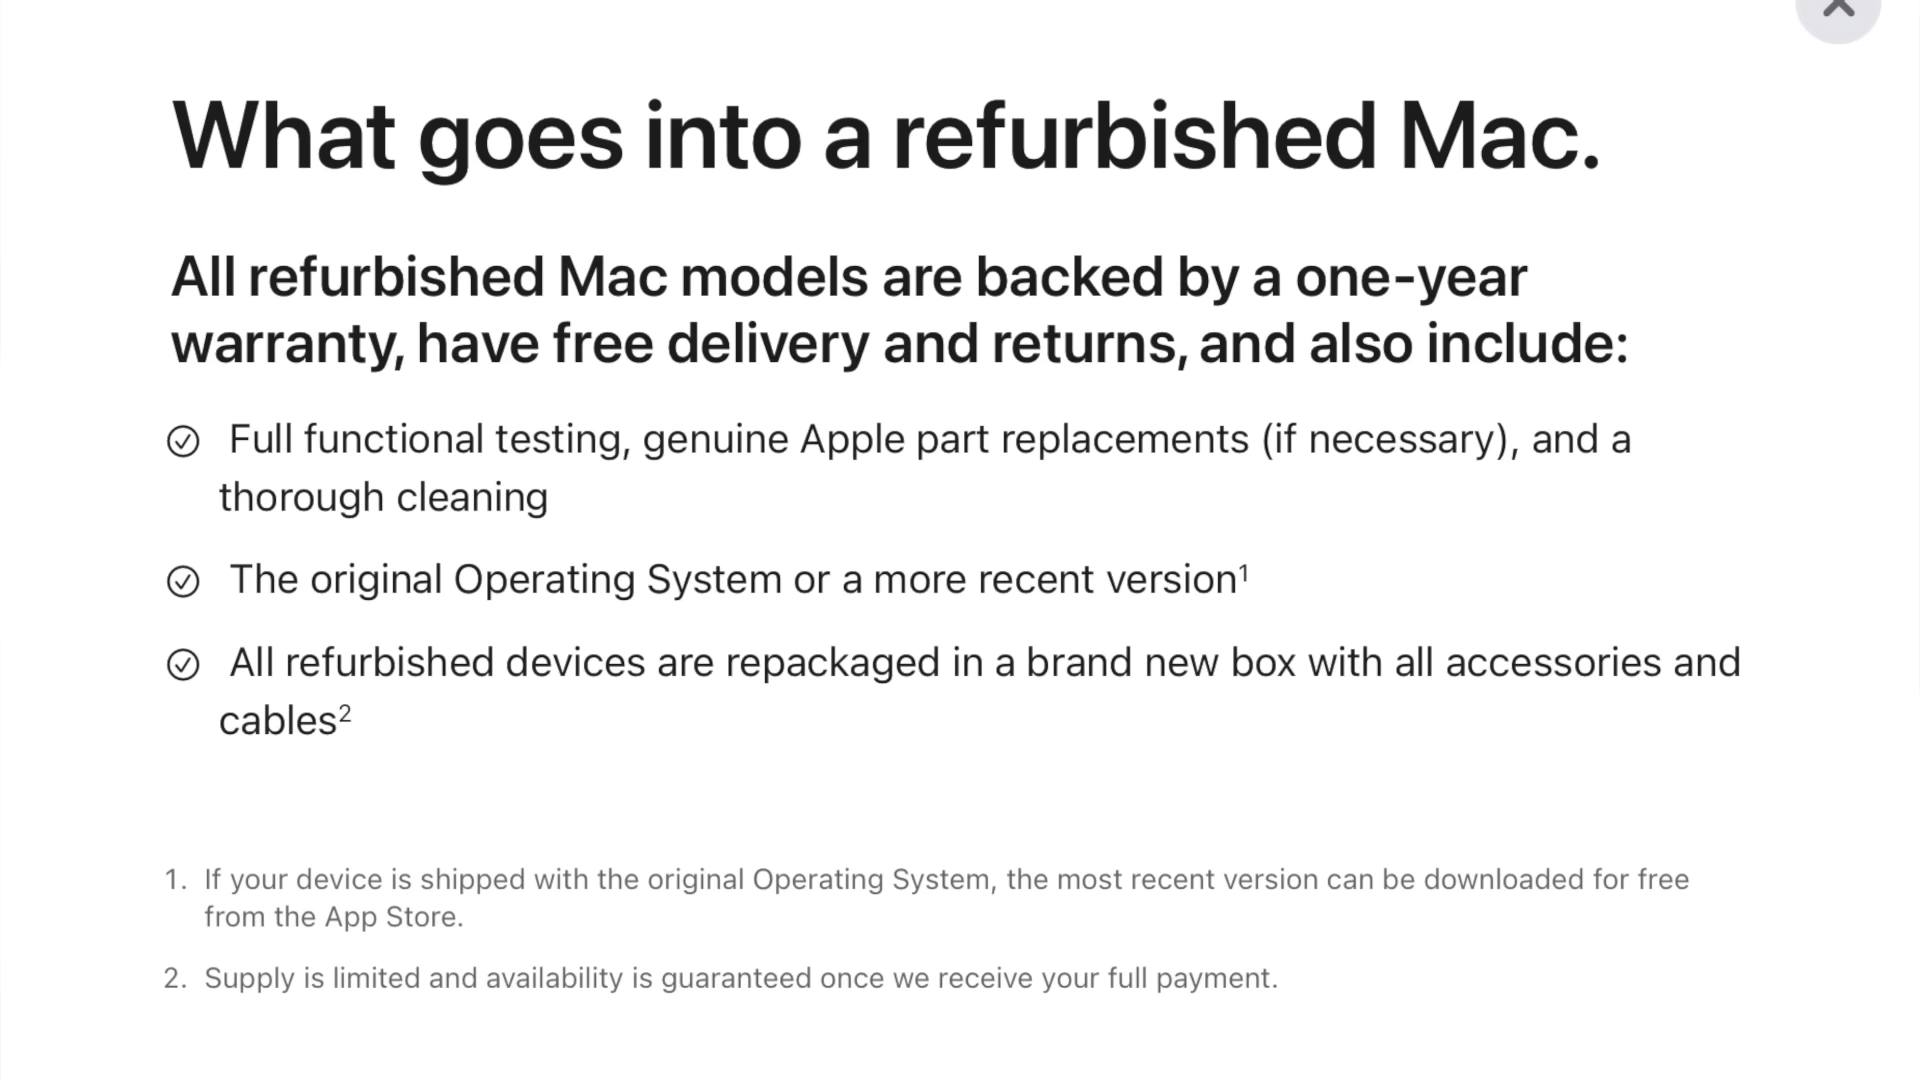 What goes into a refurbished Mac.
All refurbished Mac models are backed by a one-year
warranty, have free delivery and returns, and also include:
Full functional testing, genuine Apple part replacements (if necessary), and a
thorough cleaning
The original Operating System or a more recent version¹
All refurbished devices are repackaged in a brand new box with all accessories and
cables²
1. If your device is shipped with the original Operating System, the most recent version can be downloaded for free
from the App Store.
2. Supply is limited and availability is guaranteed once we receive your full payment.